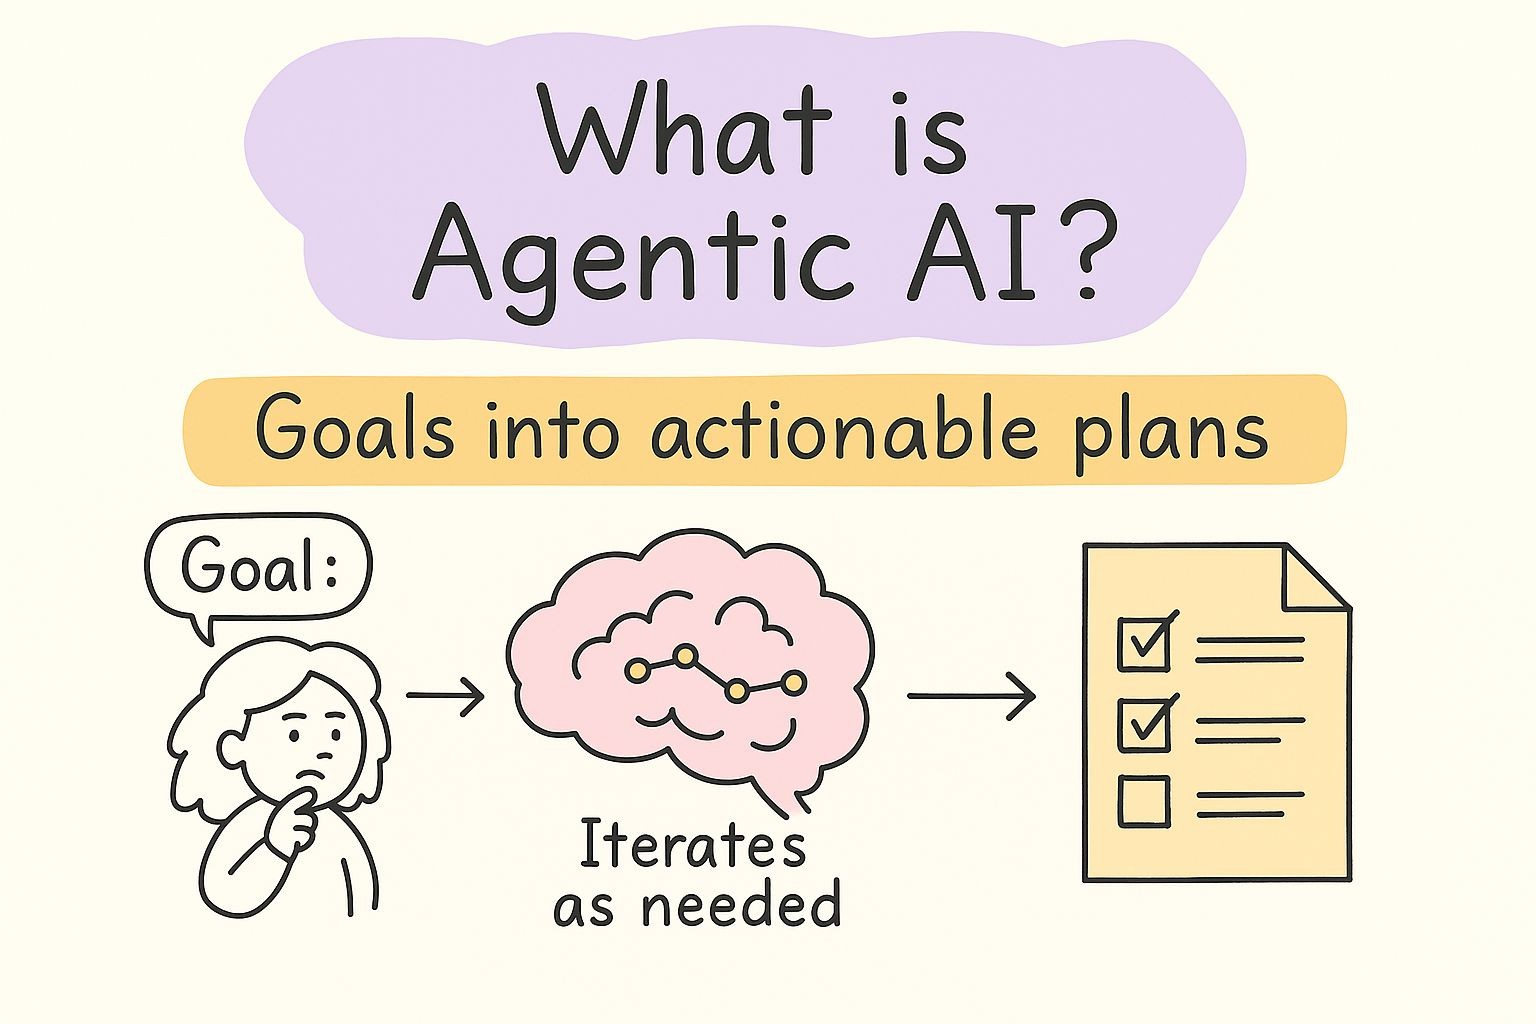 What is
Agentic AI?
Goals into actionable plans
Goal:
Iterates
as needed